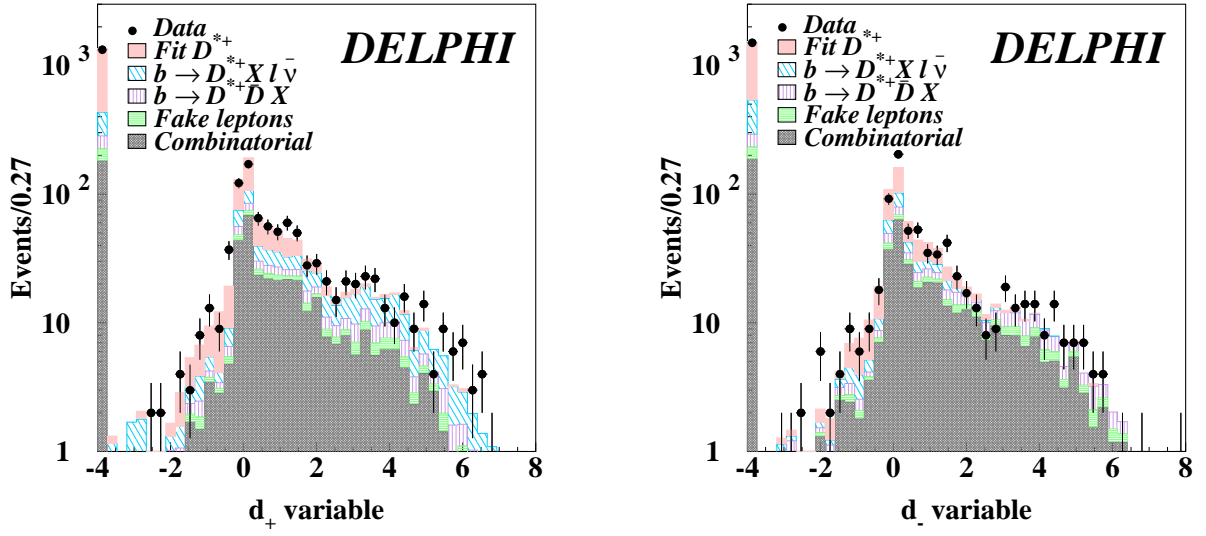 DELPHI
Data
Fit D*+
b → D*+ X l ν̄
b → D*+ D̄ X
Fake leptons
Combinatorial
Events/0.27
10³
10²
10
1
-4 -2 0 2 4 6 8
d₊ variable
DELPHI
Data
Fit D*+
b → D*+ X l ν̄
b → D*+ D̄ X
Fake leptons
Combinatorial
Events/0.27
10³
10²
10
1
-4 -2 0 2 4 6 8
d₋ variable